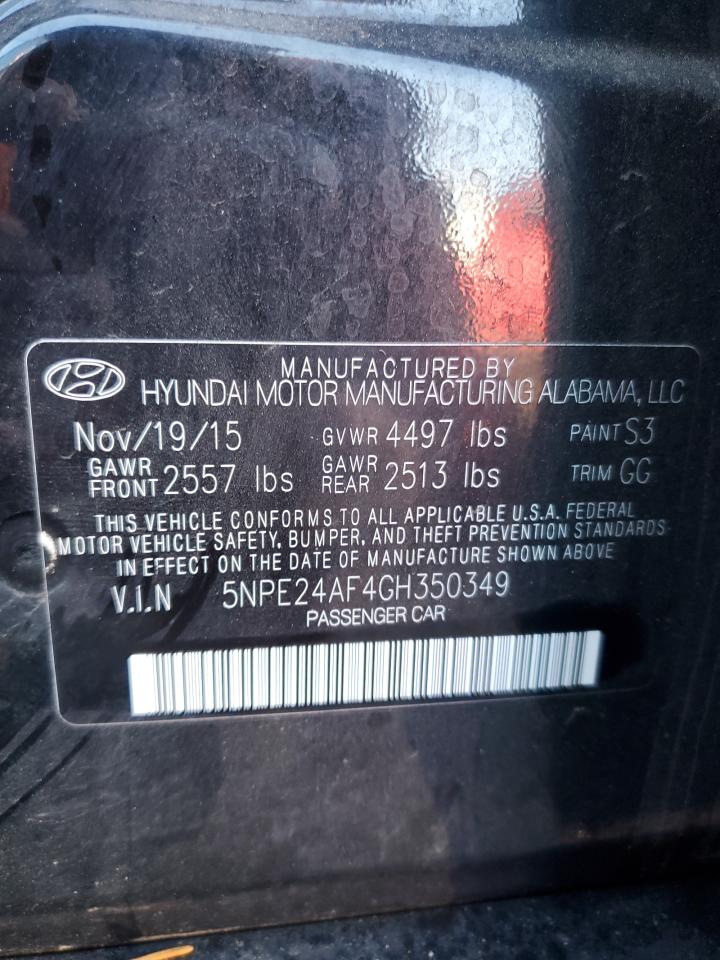 MANUFACTURED BY
HYUNDAI MOTOR MANUFACTURING ALABAMA, LLC
Nov/19/15 GVWR 4497 lbs PAINT S3
GAWR FRONT 2557 lbs GAWR REAR 2513 lbs TRIM GG
THIS VEHICLE CONFORMS TO ALL APPLICABLE U.S.A. FEDERAL
MOTOR VEHICLE SAFETY, BUMPER, AND THEFT PREVENTION STANDARDS
IN EFFECT ON THE DATE OF MANUFACTURE SHOWN ABOVE
V.I.N 5NPE24AF4GH350349
PASSENGER CAR